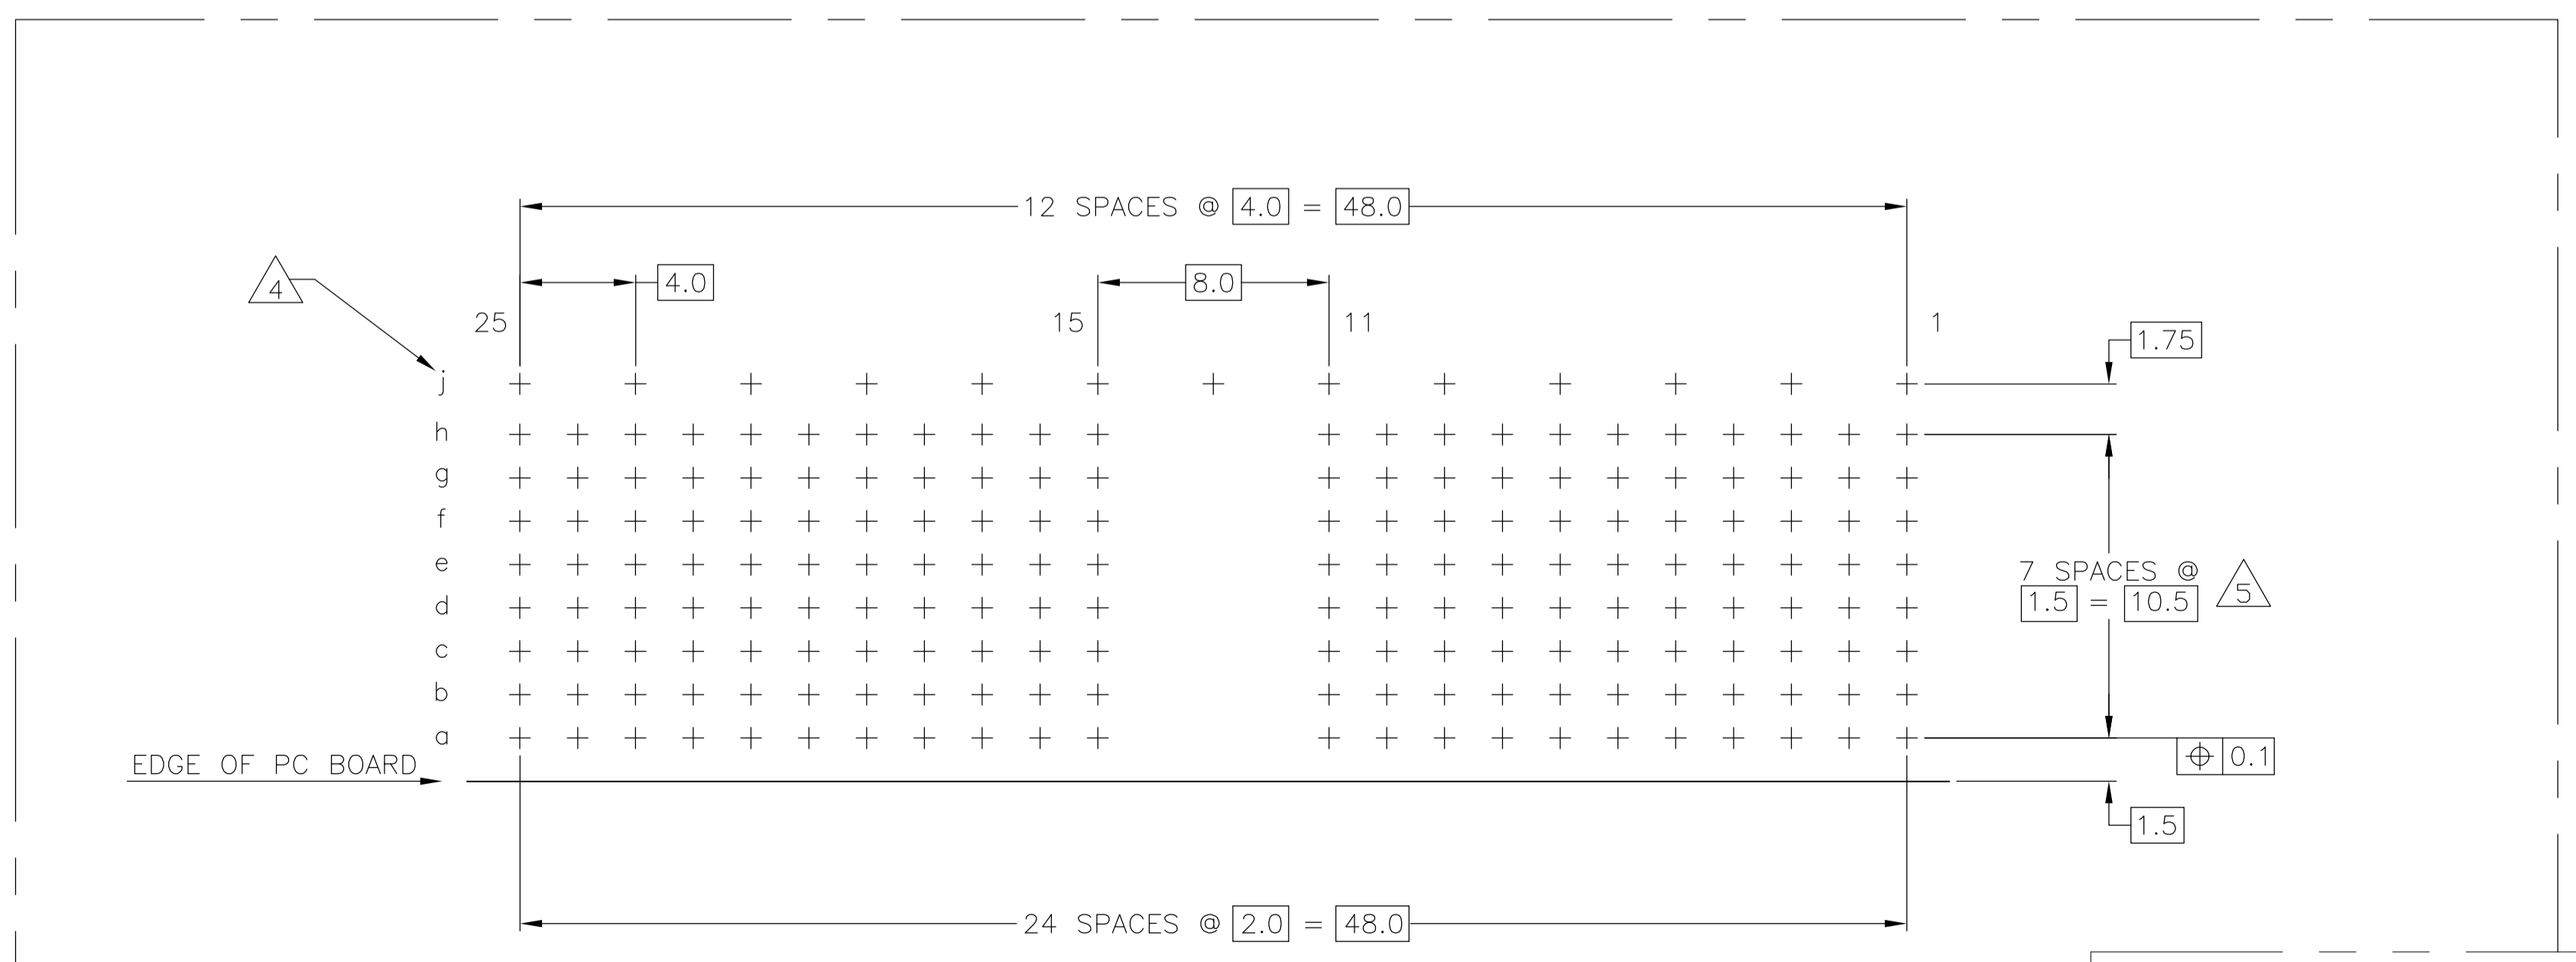 12 SPACES @ 4.0 = 48.0
4
4.0
8.0
25
15
11
1
1.75
j
h
g
f
e
7 SPACES @
1.5 = 10.5
5
d
c
b
a
EDGE OF PC BOARD
⌖ 0.1
1.5
24 SPACES @ 2.0 = 48.0